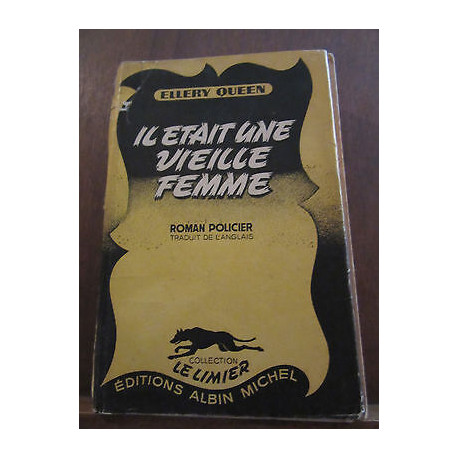 ELLERY QUEEN
IL ETAIT UNE
VIEILLE
FEMME
ROMAN POLICIER
TRADUIT DE L'ANGLAIS
COLLECTION
LE LIMIER
ÉDITIONS ALBIN MICHEL